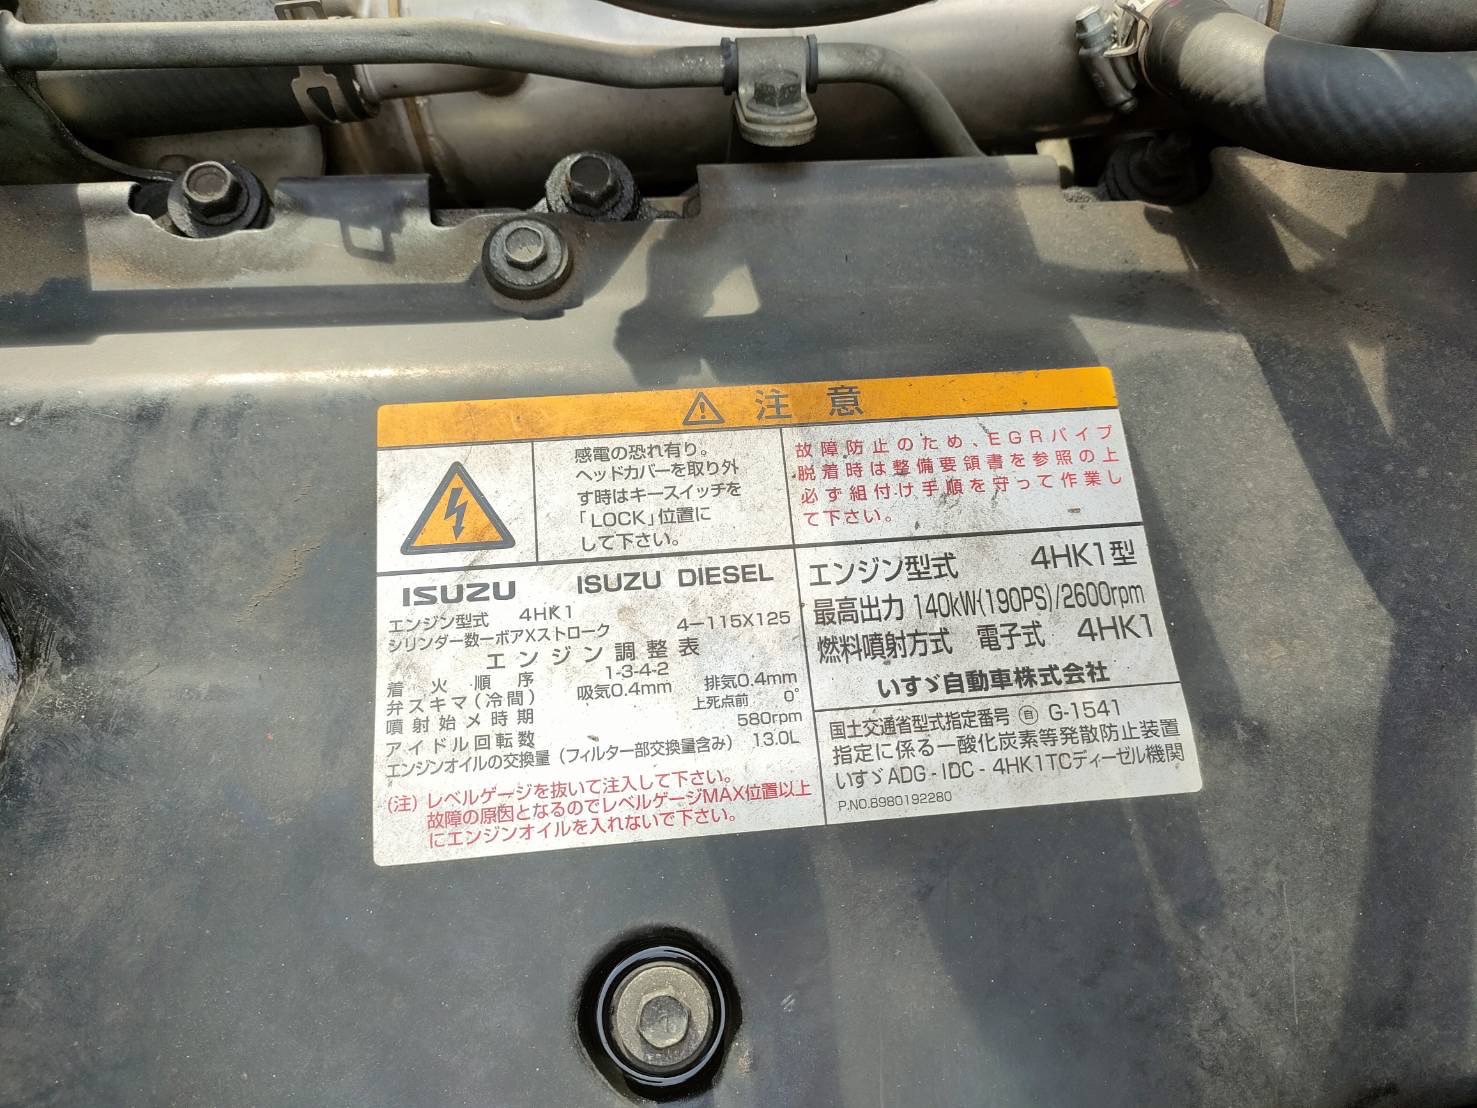 注 意
感電の恐れ有り。
ヘッドカバーを取り外
す時はキースイッチを
「LOCK」位置に
して下さい。
故障防止のため、EGRパイプ
脱着時は整備要領書を参照の上
必ず組付け手順を守って作業し
て下さい。
ISUZU ISUZU DIESEL
エンジン型式 4HK1
シリンダー数ーボアXストローク 4-115X125
エンジン調整表
着火順序 1-3-4-2
弁スキマ(冷間) 吸気0.4mm 排気0.4mm
噴射始メ時期 上死点前 0°
アイドル回転数 580rpm
エンジンオイルの交換量(フィルター部交換量含み) 13.0L
(注) レベルゲージを抜いて注入して下さい。
故障の原因となるのでレベルゲージMAX位置以上
にエンジンオイルを入れないで下さい。
エンジン型式 4HK1型
最高出力 140kW(190PS)/2600rpm
燃料噴射方式 電子式 4HK1
いすゞ自動車株式会社
国土交通省型式指定番号 ㊝ G-1541
指定に係る一酸化炭素等発散防止装置
いすゞADG-IDC-4HK1TCディーゼル機関
P.NO.8980192280